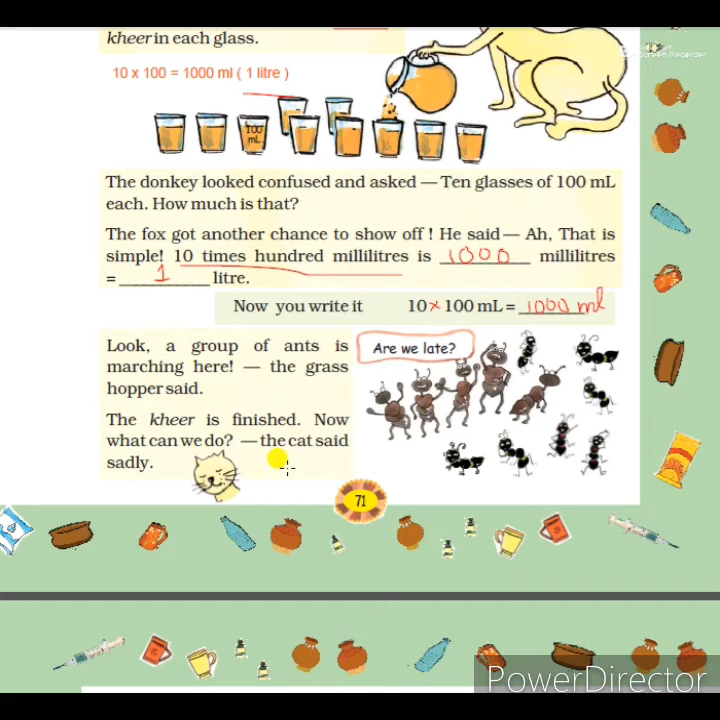 kheer in each glass.
Screen Recorder
10 x 100 = 1000 ml ( 1 litre )
100
mL
The donkey looked confused and asked — Ten glasses of 100 mL
each. How much is that?
The fox got another chance to show off ! He said — Ah, That is
simple! 10 times hundred millilitres is 1000 millilitres
= 1 litre.
Now you write it 10 × 100 mL = 1000 ml
Look, a group of ants is
marching here! — the grass
hopper said.
Are we late?
The kheer is finished. Now
what can we do? — the cat said
sadly.
71
PowerDirector